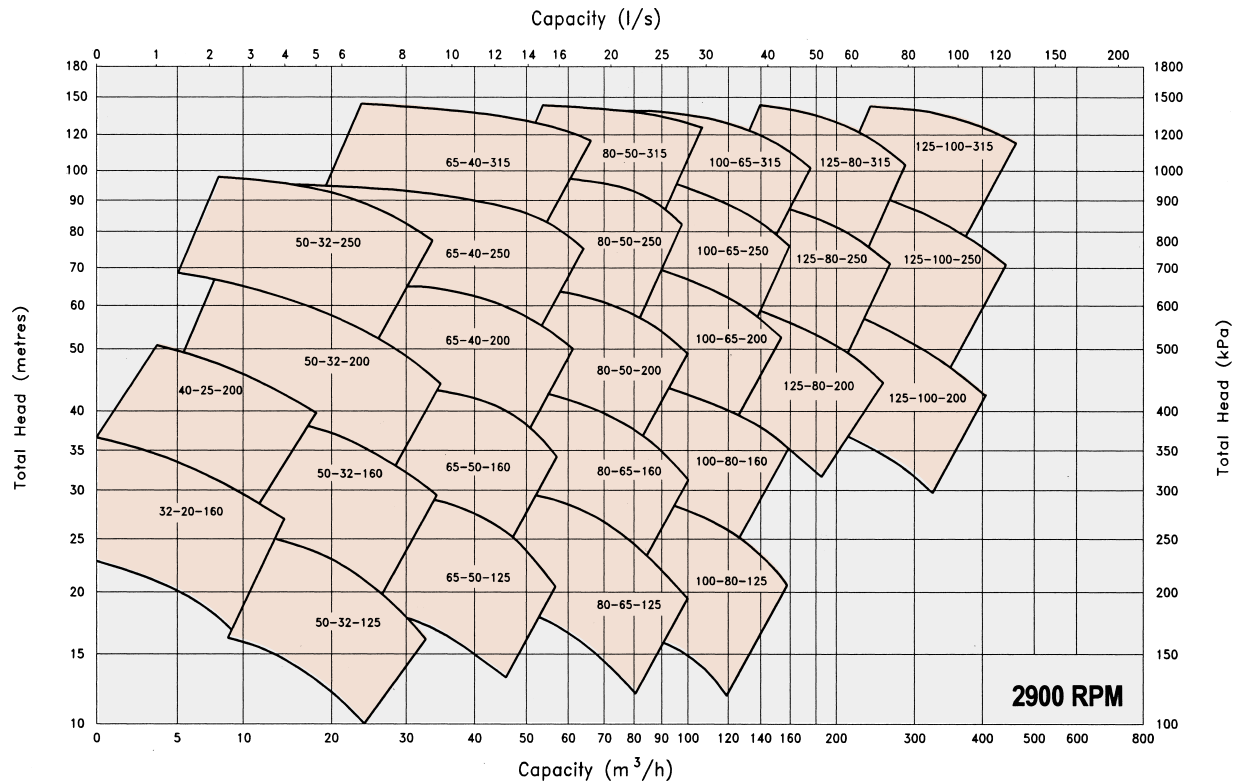 Capacity (l/s)
0 1 2 3 4 5 6 8 10 12 14 16 20 25 30 40 50 60 80 100 120 150 200
180 1800
150 1500
120 1200
100 1000
90 900
80 800
70 700
60 600
50 500
40 400
35 350
30 300
25 250
20 200
15 150
10 100
Total Head (metres)
Total Head (kPa)
65-40-315 80-50-315 100-65-315 125-80-315 125-100-315
50-32-250 65-40-250 80-50-250 100-65-250 125-80-250 125-100-250
40-25-200 50-32-200 65-40-200 80-50-200 100-65-200 125-80-200 125-100-200
32-20-160 50-32-160 65-50-160 80-65-160 100-80-160
50-32-125 65-50-125 80-65-125 100-80-125
2900 RPM
0 5 10 20 30 40 50 60 70 80 90 100 120 140 160 200 300 400 500 600 800
Capacity (m³/h)